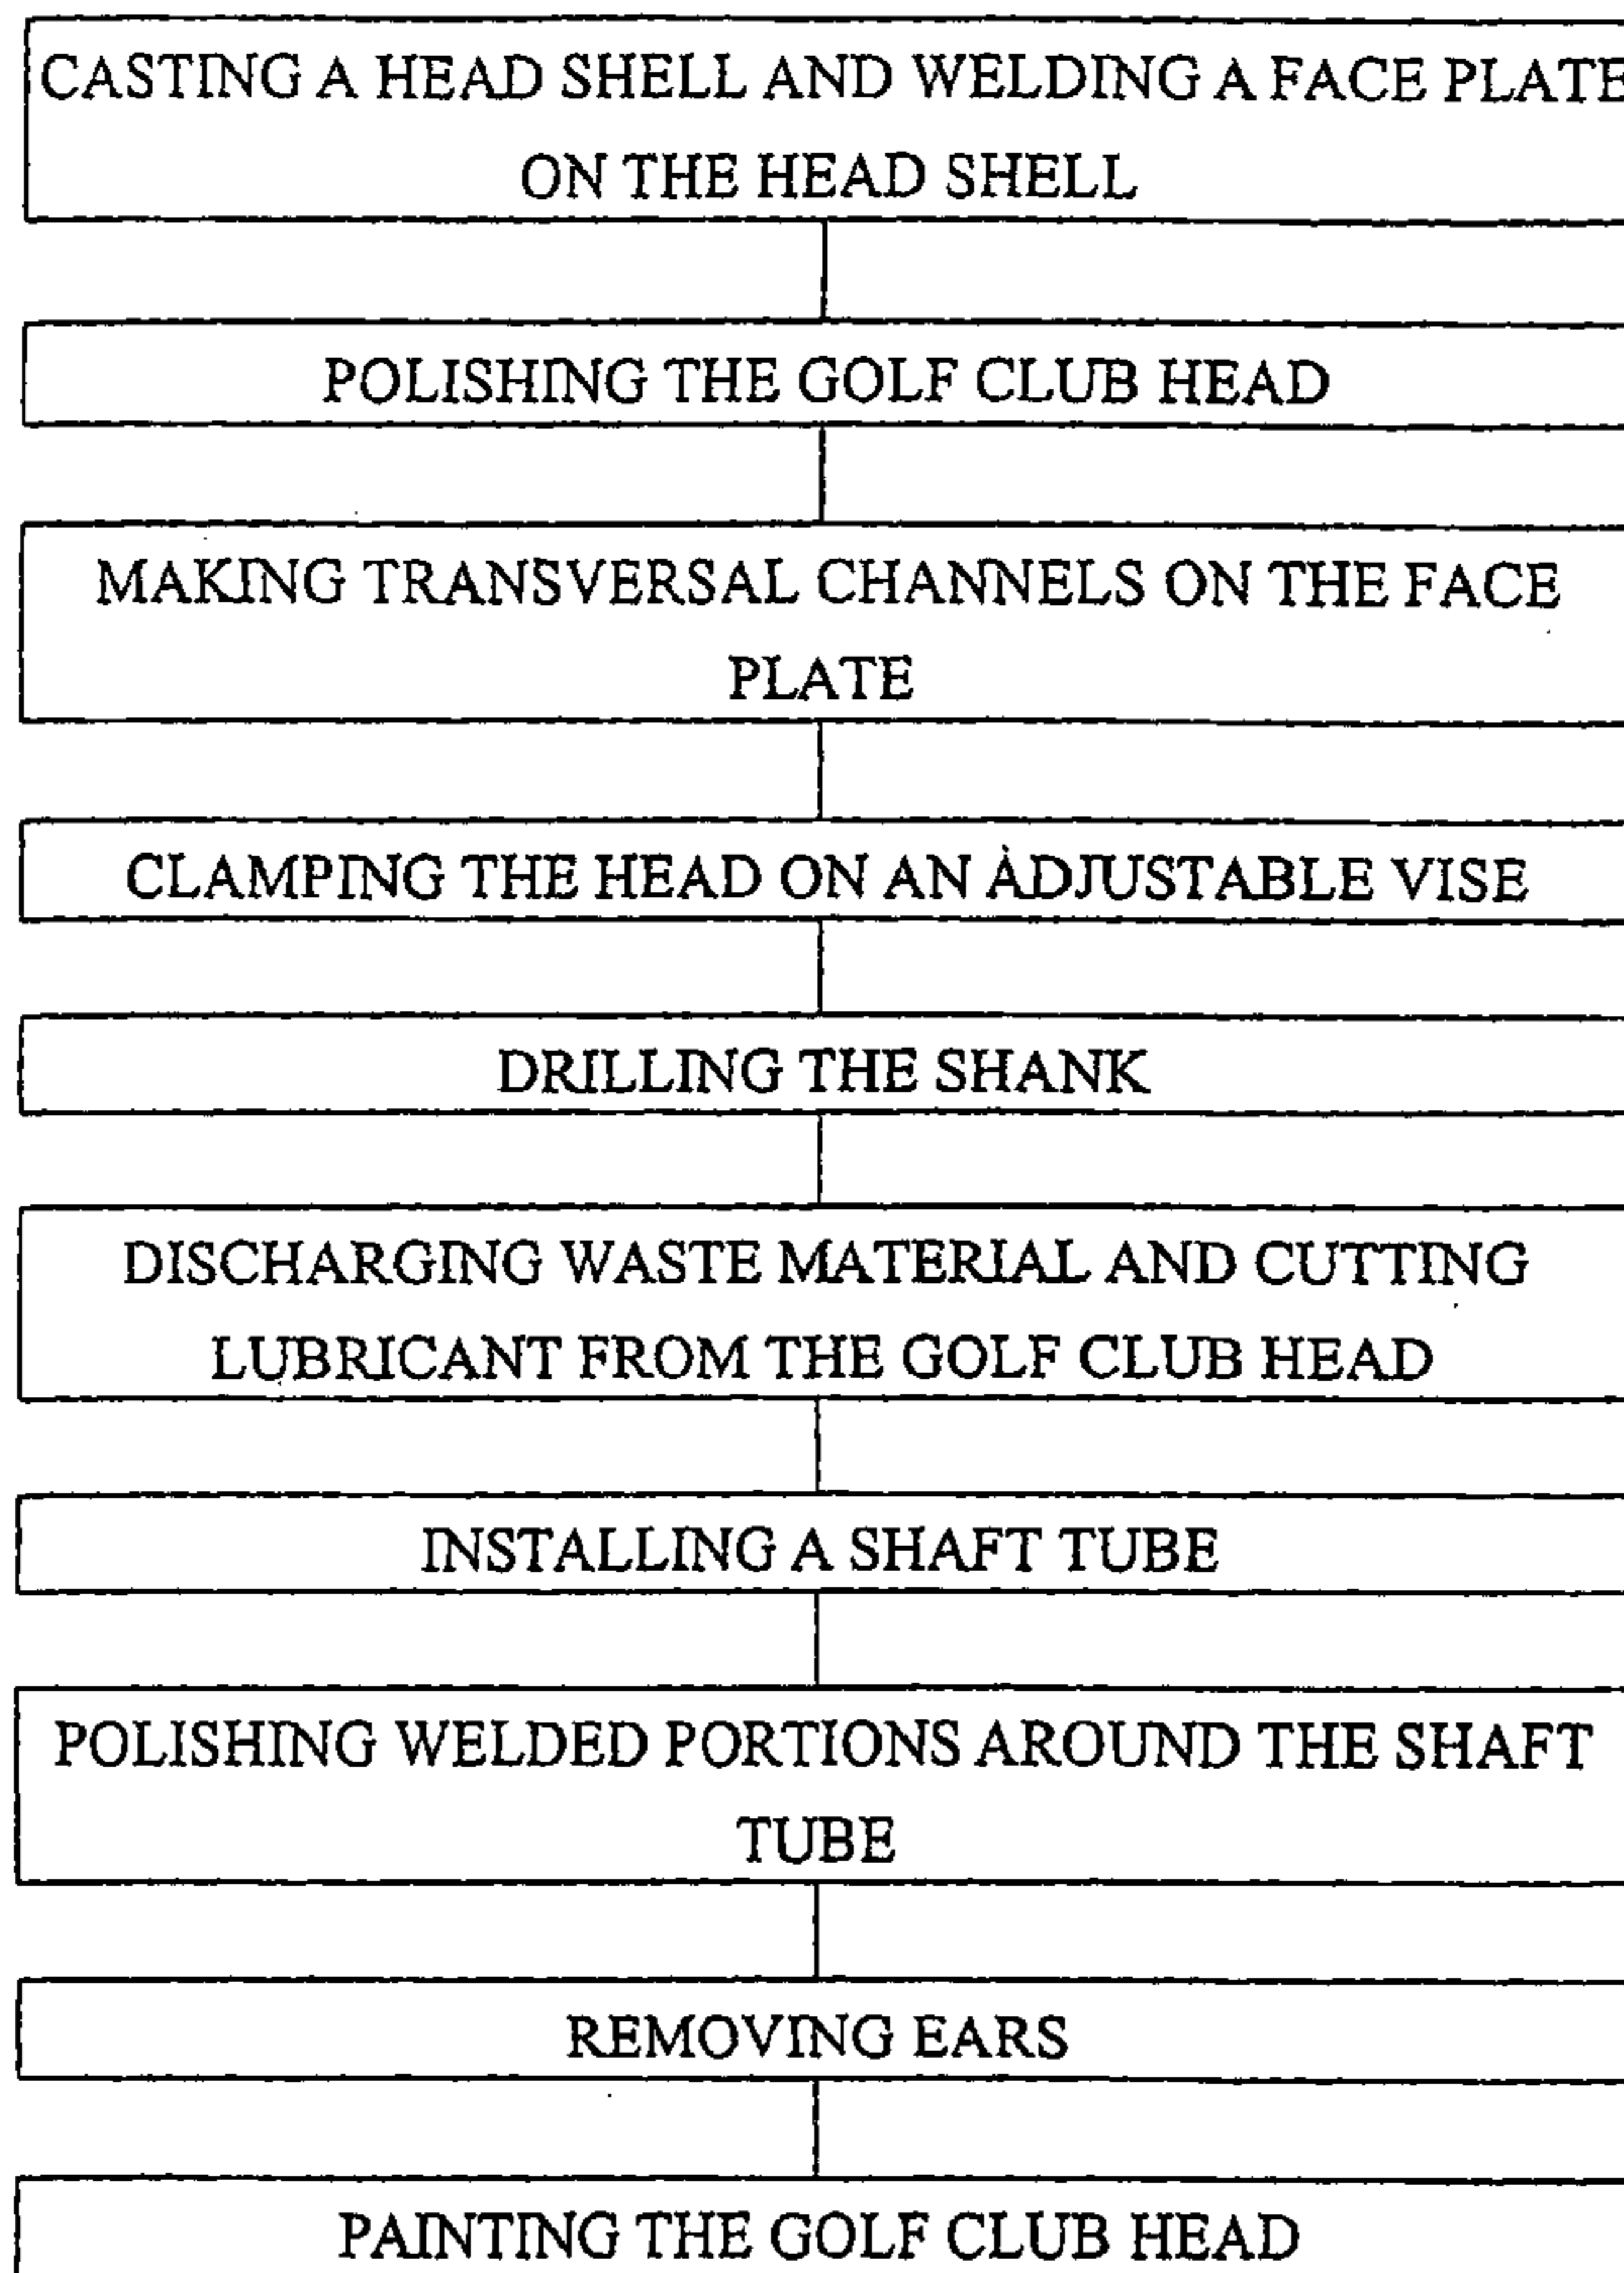 CASTING A HEAD SHELL AND WELDING A FACE PLATE
ON THE HEAD SHELL
POLISHING THE GOLF CLUB HEAD
MAKING TRANSVERSAL CHANNELS ON THE FACE
PLATE
CLAMPING THE HEAD ON AN ADJUSTABLE VISE
DRILLING THE SHANK
DISCHARGING WASTE MATERIAL AND CUTTING
LUBRICANT FROM THE GOLF CLUB HEAD
INSTALLING A SHAFT TUBE
POLISHING WELDED PORTIONS AROUND THE SHAFT
TUBE
REMOVING EARS
PAINTING THE GOLF CLUB HEAD